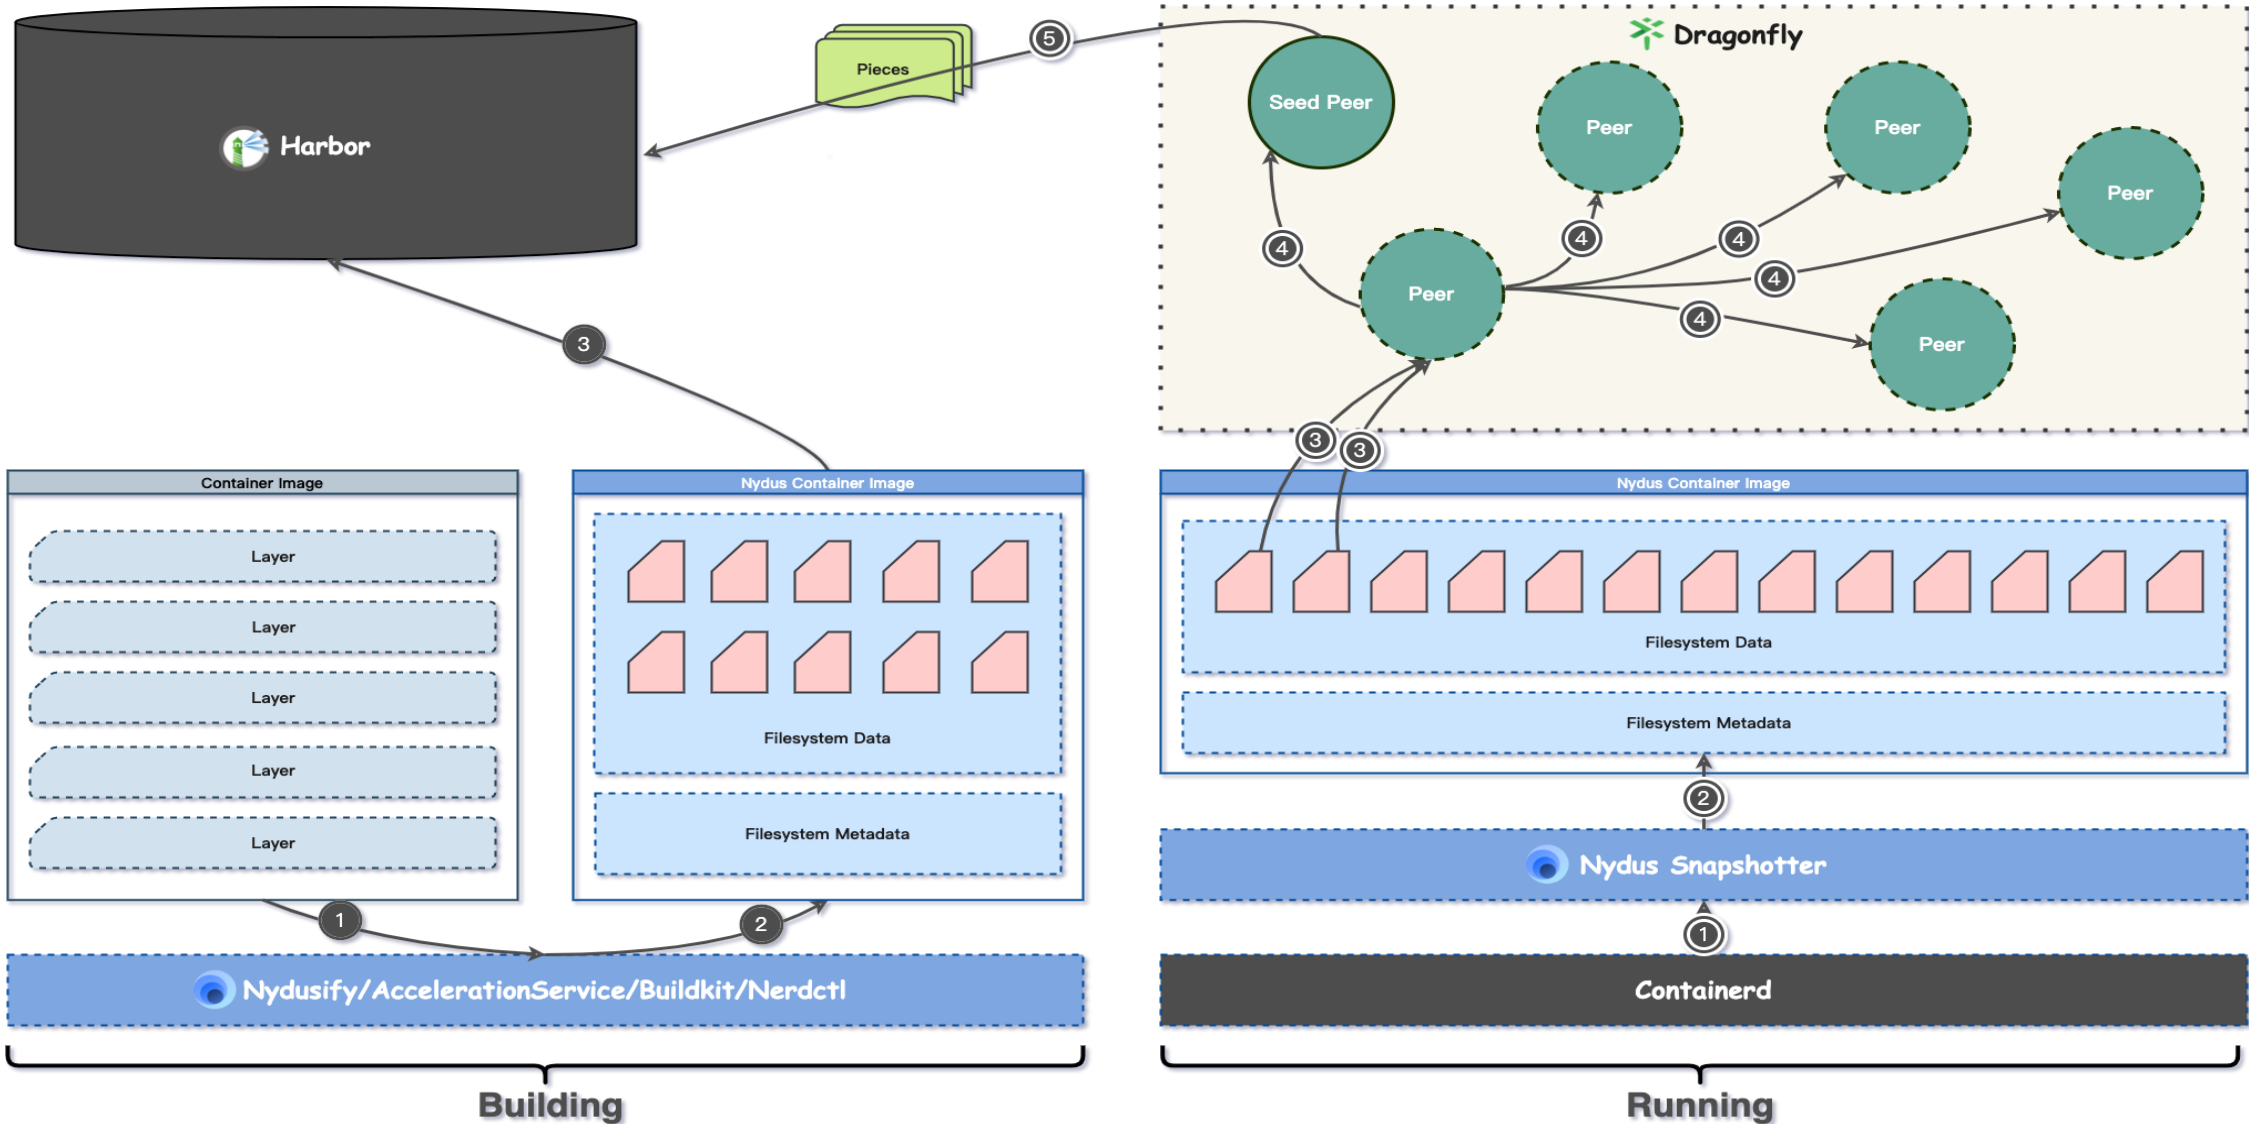 Harbor
Pieces
5
Dragonfly
Seed Peer
Peer
Peer
Peer
4
4
4
4
4
Peer
Peer
3
3
3
Container Image
Layer
Layer
Layer
Layer
Layer
Nydus Container Image
Filesystem Data
Filesystem Metadata
Nydus Container Image
Filesystem Data
Filesystem Metadata
2
Nydus Snapshotter
1
2
1
Nydusify/AccelerationService/Buildkit/Nerdctl
Containerd
Building
Running